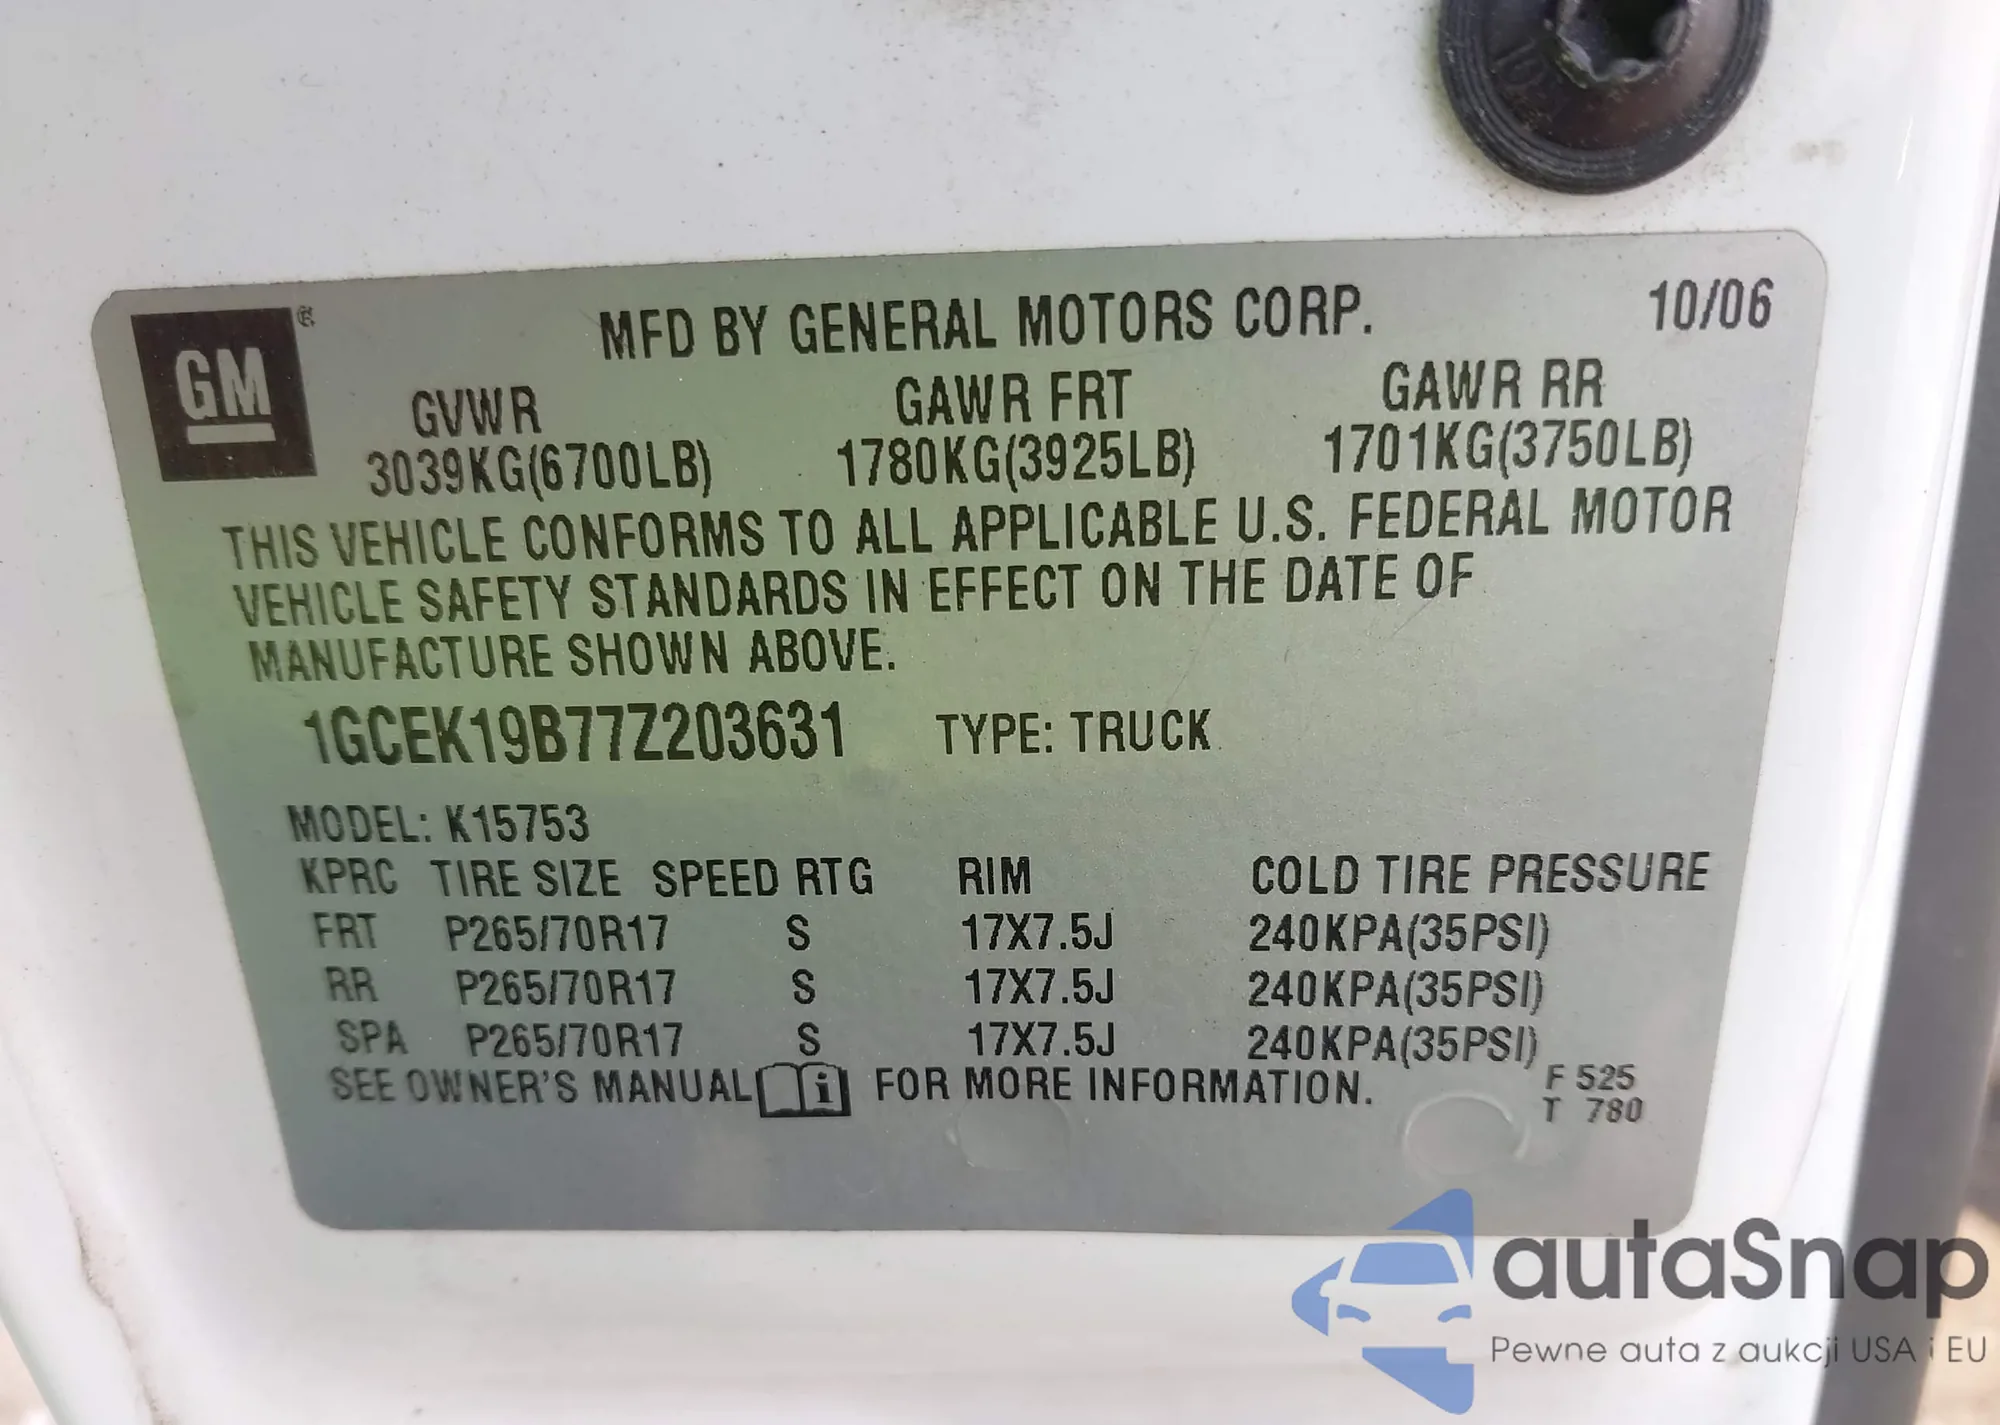 GM®
MFD BY GENERAL MOTORS CORP. 10/06
GVWR GAWR FRT GAWR RR
3039KG(6700LB) 1780KG(3925LB) 1701KG(3750LB)
THIS VEHICLE CONFORMS TO ALL APPLICABLE U.S. FEDERAL MOTOR
VEHICLE SAFETY STANDARDS IN EFFECT ON THE DATE OF
MANUFACTURE SHOWN ABOVE.
1GCEK19B77Z203631 TYPE: TRUCK
MODEL: K15753
KPRC TIRE SIZE SPEED RTG RIM COLD TIRE PRESSURE
FRT P265/70R17 S 17X7.5J 240KPA(35PSI)
RR P265/70R17 S 17X7.5J 240KPA(35PSI)
SPA P265/70R17 S 17X7.5J 240KPA(35PSI)
SEE OWNER'S MANUAL i FOR MORE INFORMATION.
F 525
T 780
autaSnap
Pewne auta z aukcji USA i EU